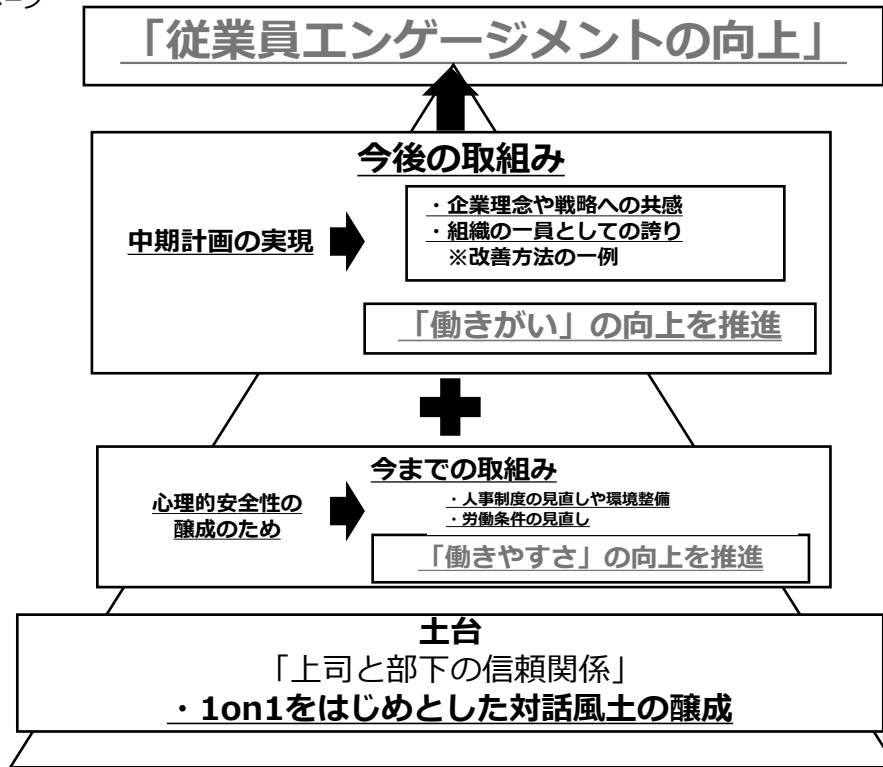 「従業員エンゲージメントの向上」
今後の取組み
中期計画の実現
・企業理念や戦略への共感
・組織の一員としての誇り
※改善方法の一例
「働きがい」の向上を推進
今までの取組み
心理的安全性の
醸成のため
・人事制度の見直しや環境整備
・労働条件の見直し
「働きやすさ」の向上を推進
土台
「上司と部下の信頼関係」
・1on1をはじめとした対話風土の醸成